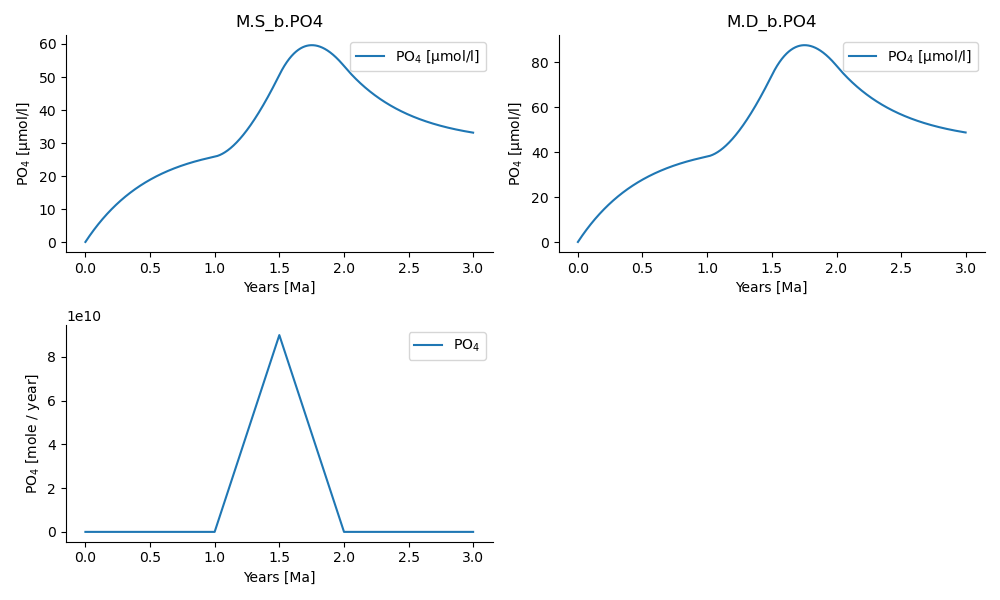 M.S_b.PO4
PO₄ [µmol/l]
60
50
40
30
20
10
0
PO₄ [µmol/l]
0.0 0.5 1.0 1.5 2.0 2.5 3.0
Years [Ma]
M.D_b.PO4
PO₄ [µmol/l]
80
60
40
20
0
PO₄ [µmol/l]
0.0 0.5 1.0 1.5 2.0 2.5 3.0
Years [Ma]
1e10
PO₄
8
6
4
2
0
PO₄ [mole / year]
0.0 0.5 1.0 1.5 2.0 2.5 3.0
Years [Ma]